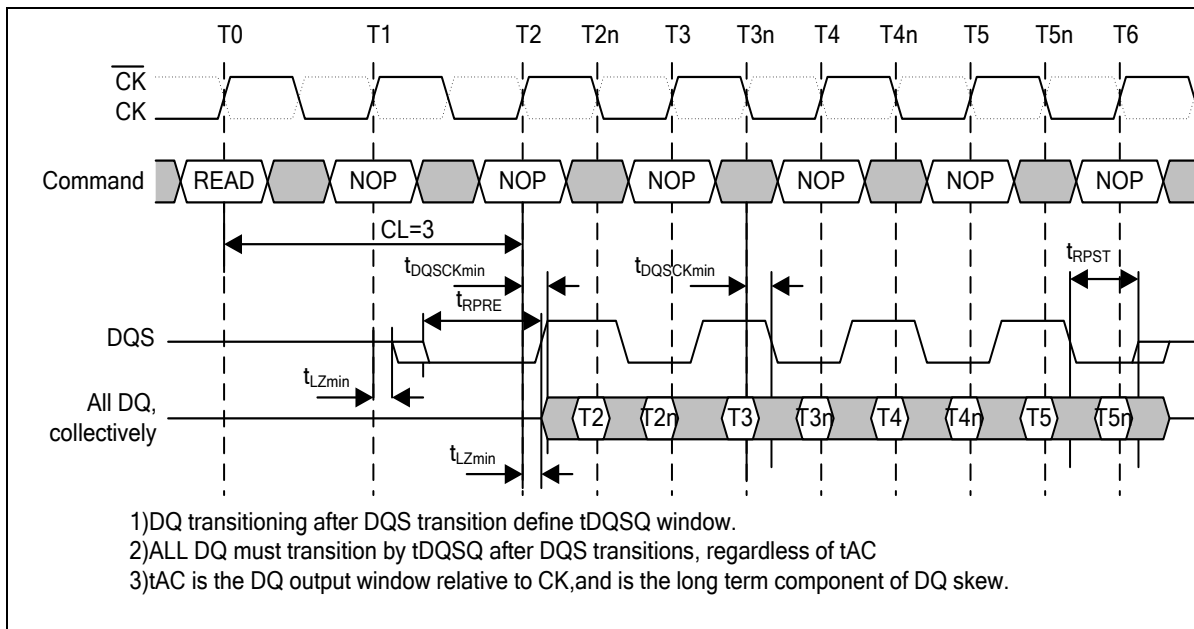 T0 T1 T2 T2n T3 T3n T4 T4n T5 T5n T6
CK
CK
Command READ NOP NOP NOP NOP NOP NOP
CL=3
tDQSCKmin tDQSCKmin tRPST
tRPRE
DQS
tLZmin
All DQ,
collectively
T2 T2n T3 T3n T4 T4n T5 T5n
tLZmin
1)DQ transitioning after DQS transition define tDQSQ window.
2)ALL DQ must transition by tDQSQ after DQS transitions, regardless of tAC
3)tAC is the DQ output window relative to CK,and is the long term component of DQ skew.